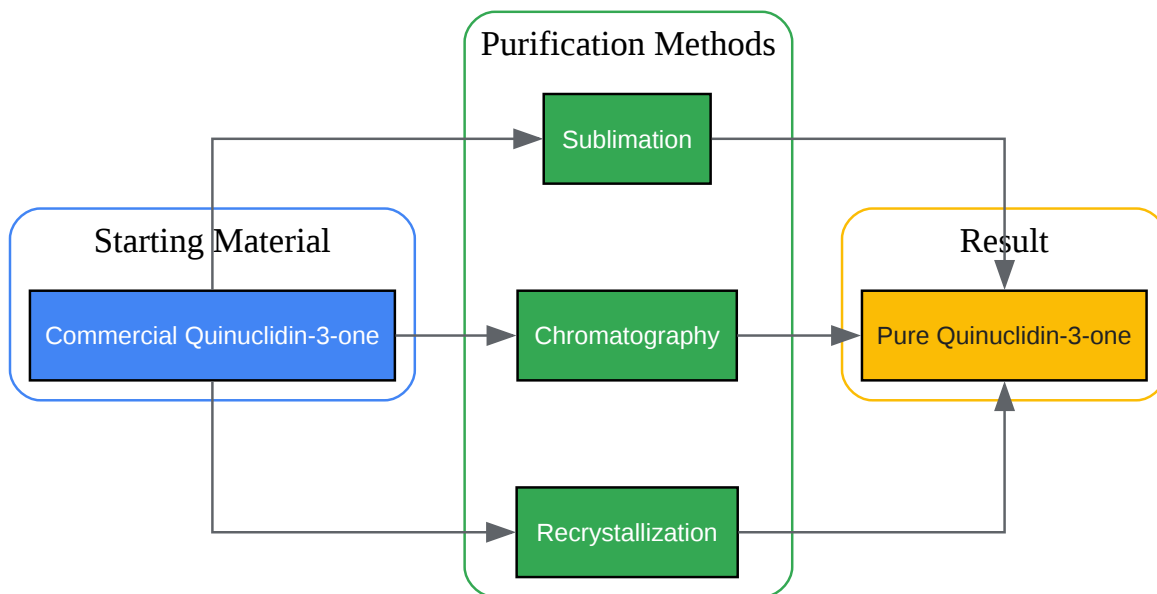 Purification Methods
Sublimation
Starting Material
Commercial Quinuclidin-3-one
Chromatography
Recrystallization
Result
Pure Quinuclidin-3-one